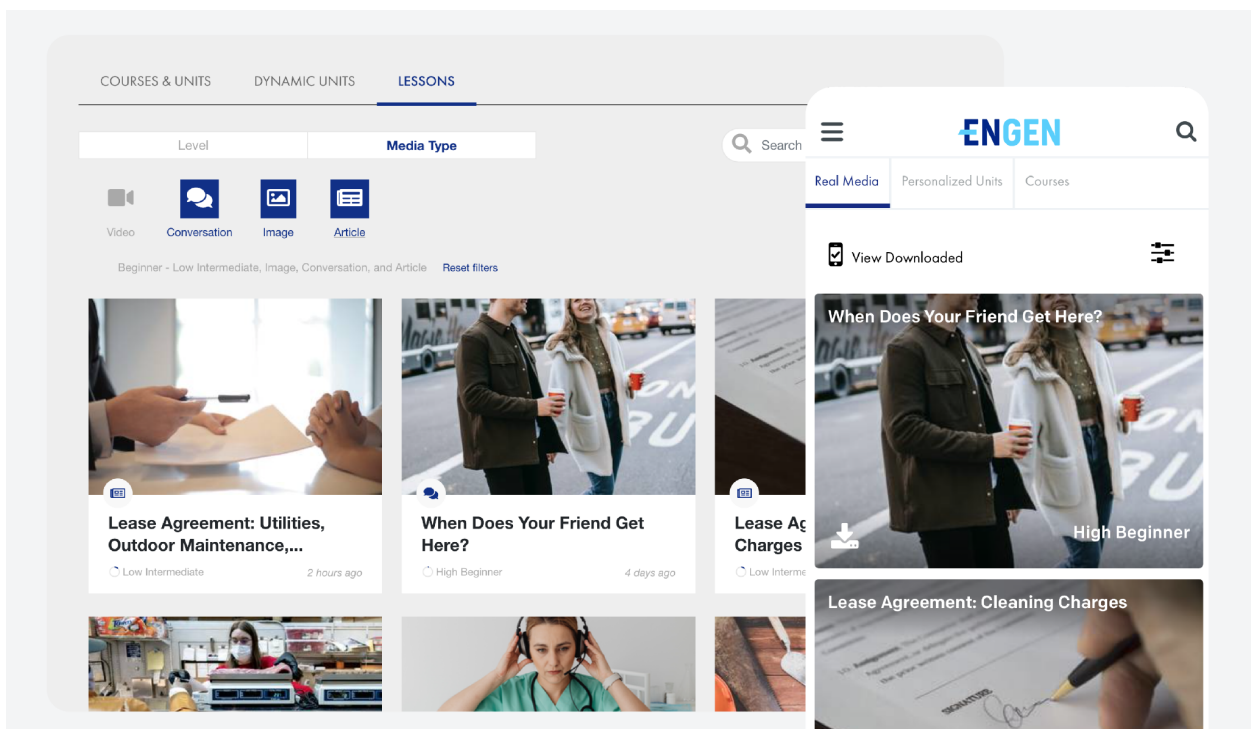 COURSES & UNITS DYNAMIC UNITS LESSONS
Level Media Type
Search
Video Conversation Image Article
Beginner - Low Intermediate, Image, Conversation, and Article Reset filters
Lease Agreement: Utilities,
Outdoor Maintenance,...
Low Intermediate 2 hours ago
When Does Your Friend Get
Here?
High Beginner 4 days ago
Lease Ag
Charges
Low Interme
ENGEN
Real Media Personalized Units Courses
View Downloaded
When Does Your Friend Get Here?
High Beginner
Lease Agreement: Cleaning Charges
SIGNATURE